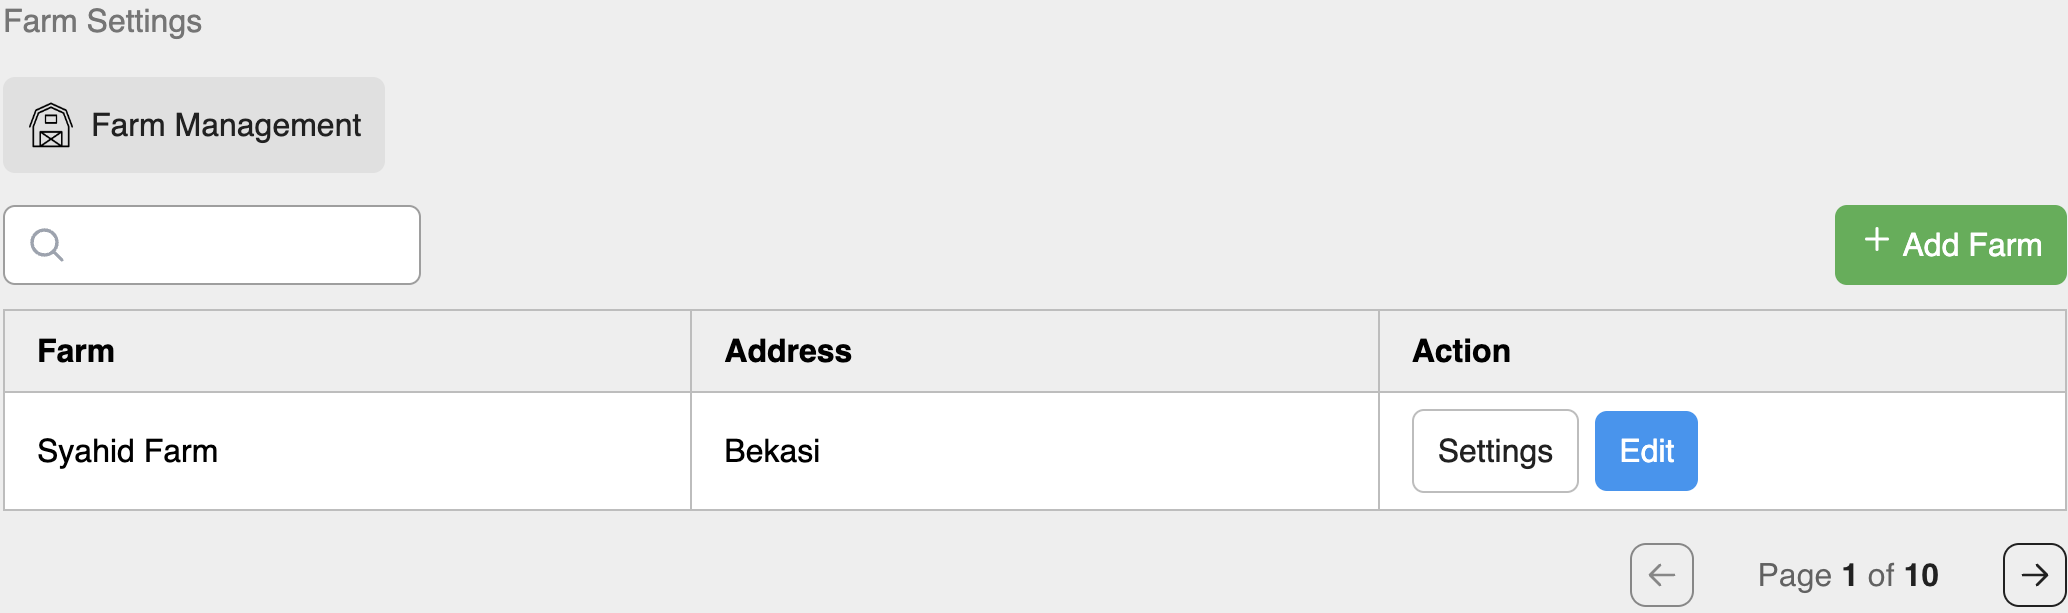 Farm Settings
Farm Management
+ Add Farm
Farm Address Action
Syahid Farm Bekasi Settings Edit
Page 1 of 10